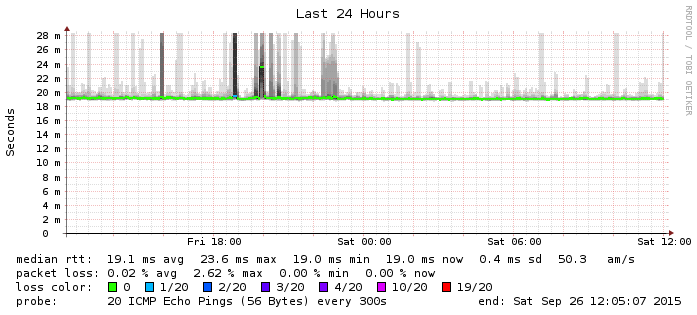 Last 24 Hours
RRDTOOL / TOBI OETIKER
Seconds
28 m
26 m
24 m
22 m
20 m
18 m
16 m
14 m
12 m
10 m
8 m
6 m
4 m
2 m
0
Fri 18:00 Sat 00:00 Sat 06:00 Sat 12:00
median rtt: 19.1 ms avg 23.6 ms max 19.0 ms min 19.0 ms now 0.4 ms sd 50.3 am/s
packet loss: 0.02 % avg 2.62 % max 0.00 % min 0.00 % now
loss color: 0 1/20 2/20 3/20 4/20 10/20 19/20
probe: 20 ICMP Echo Pings (56 Bytes) every 300s end: Sat Sep 26 12:05:07 2015